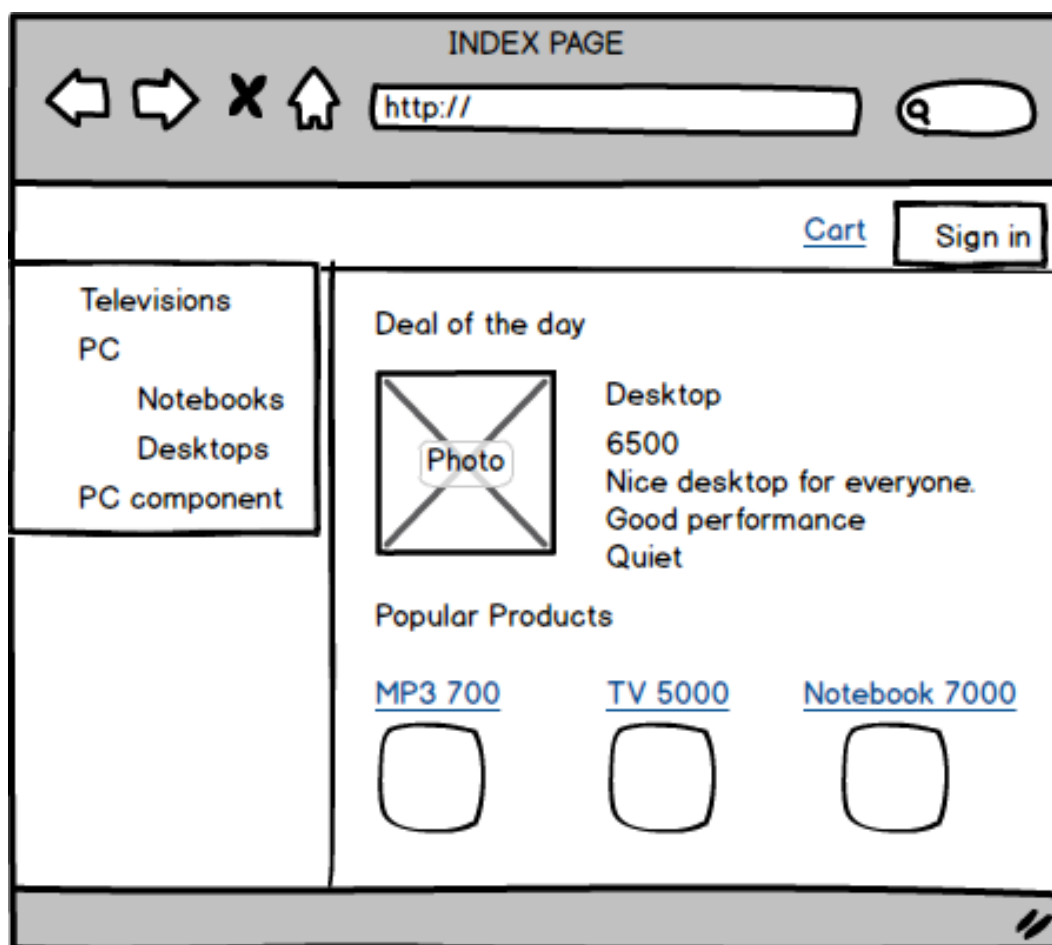 INDEX PAGE
http://
Cart
Sign in
Televisions
PC
Notebooks
Desktops
PC component
Deal of the day
Photo
Desktop
6500
Nice desktop for everyone.
Good performance
Quiet
Popular Products
MP3 700
TV 5000
Notebook 7000